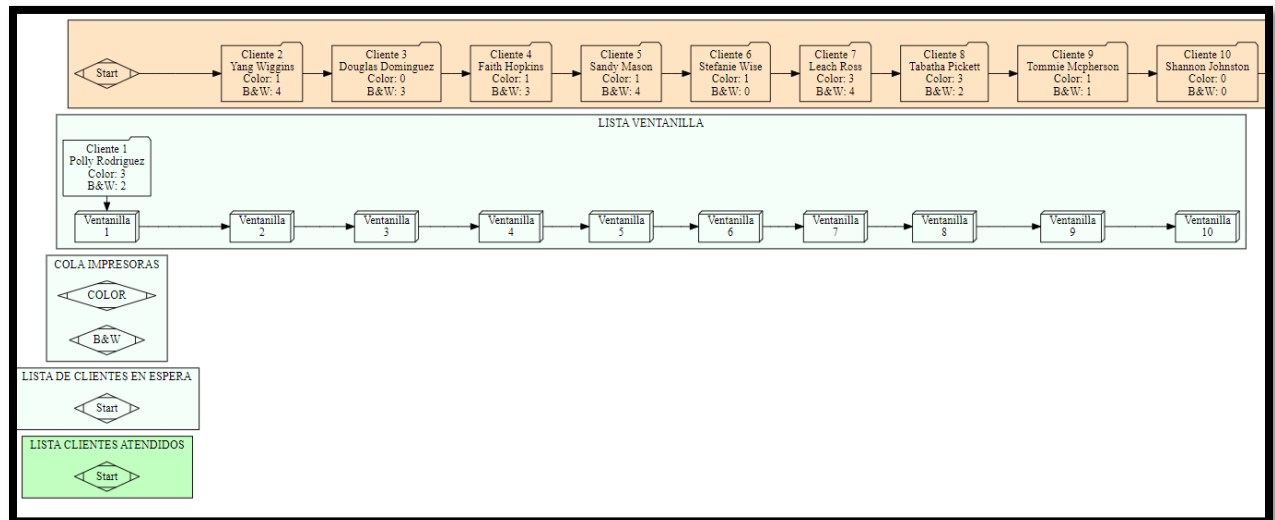 Start
Cliente 2
Yang Wiggins
Color: 1
B&W: 4
Cliente 3
Douglas Dominguez
Color: 0
B&W: 3
Cliente 4
Faith Hopkins
Color: 1
B&W: 3
Cliente 5
Sandy Mason
Color: 1
B&W: 4
Cliente 6
Stefanie Wise
Color: 1
B&W: 0
Cliente 7
Leach Ross
Color: 3
B&W: 4
Cliente 8
Tabatha Pickett
Color: 3
B&W: 2
Cliente 9
Tommie Mcpherson
Color: 1
B&W: 1
Cliente 10
Shannon Johnston
Color: 0
B&W: 0
LISTA VENTANILLA
Cliente 1
Polly Rodriguez
Color: 3
B&W: 2
Ventanilla
1
Ventanilla
2
Ventanilla
3
Ventanilla
4
Ventanilla
5
Ventanilla
6
Ventanilla
7
Ventanilla
8
Ventanilla
9
Ventanilla
10
COLA IMPRESORAS
COLOR
B&W
LISTA DE CLIENTES EN ESPERA
Start
LISTA CLIENTES ATENDIDOS
Start